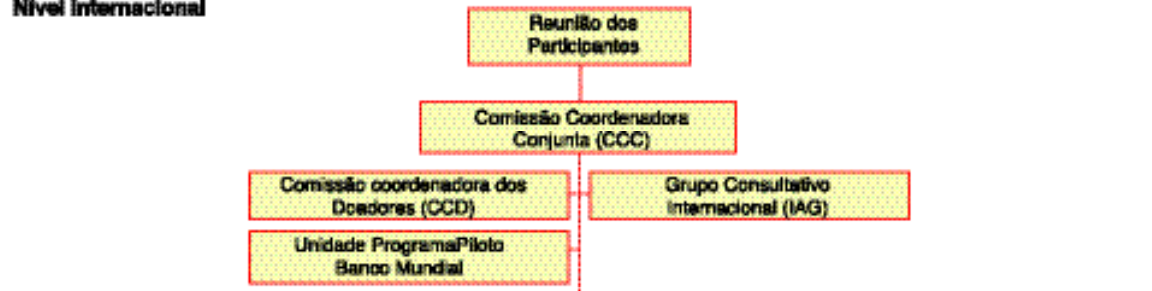 Nível Internacional
Reunião dos
Participantes
Comissão Coordenadora
Conjunta (CCC)
Comissão coordenadora dos
Doadores (CCD)
Grupo Consultativo
Internacional (IAG)
Unidade ProgramaPiloto
Banco Mundial